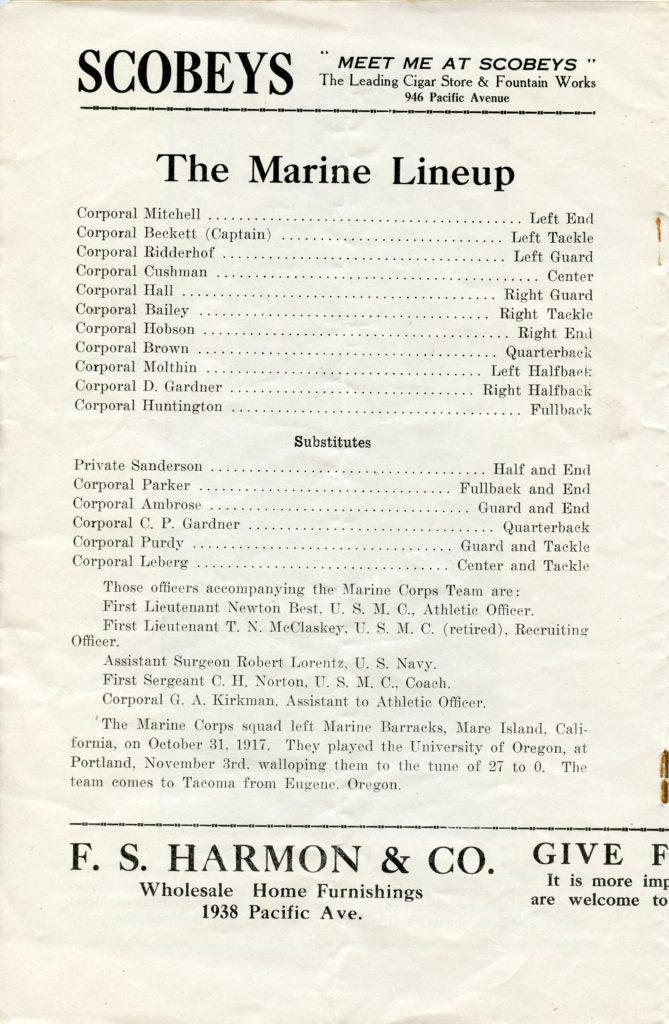 SCOBEYS
" MEET ME AT SCOBEYS "
The Leading Cigar Store & Fountain Works
946 Pacific Avenue
The Marine Lineup
Corporal Mitchell ........................................ Left End
Corporal Beckett (Captain) ........................... Left Tackle
Corporal Ridderhof .................................. Left Guard
Corporal Cushman ........................................ Center
Corporal Hall ..................................... Right Guard
Corporal Bailey ................................... Right Tackle
Corporal Hobson ..................................... Right End
Corporal Brown .................................... Quarterback
Corporal Molthin ................................. Left Halfback
Corporal D. Gardner ............................ Right Halfback
Corporal Huntington .................................. Fullback
Substitutes
Private Sanderson ................................. Half and End
Corporal Parker ............................... Fullback and End
Corporal Ambrose ................................. Guard and End
Corporal C. P. Gardner .............................. Quarterback
Corporal Purdy ................................ Guard and Tackle
Corporal Leberg ............................... Center and Tackle
Those officers accompanying the Marine Corps Team are:
First Lieutenant Newton Best, U. S. M. C., Athletic Officer.
First Lieutenant T. N. McClaskey, U. S. M. C. (retired), Recruiting
Officer.
Assistant Surgeon Robert Lorentz, U. S. Navy.
First Sergeant C. H. Norton, U. S. M. C., Coach.
Corporal G. A. Kirkman, Assistant to Athletic Officer.
The Marine Corps squad left Marine Barracks, Mare Island, Cali-
fornia, on October 31, 1917. They played the University of Oregon, at
Portland, November 3rd, walloping them to the tune of 27 to 0. The
team comes to Tacoma from Eugene, Oregon.
F. S. HARMON & CO.
Wholesale Home Furnishings
1938 Pacific Ave.
GIVE F
It is more imp
are welcome to